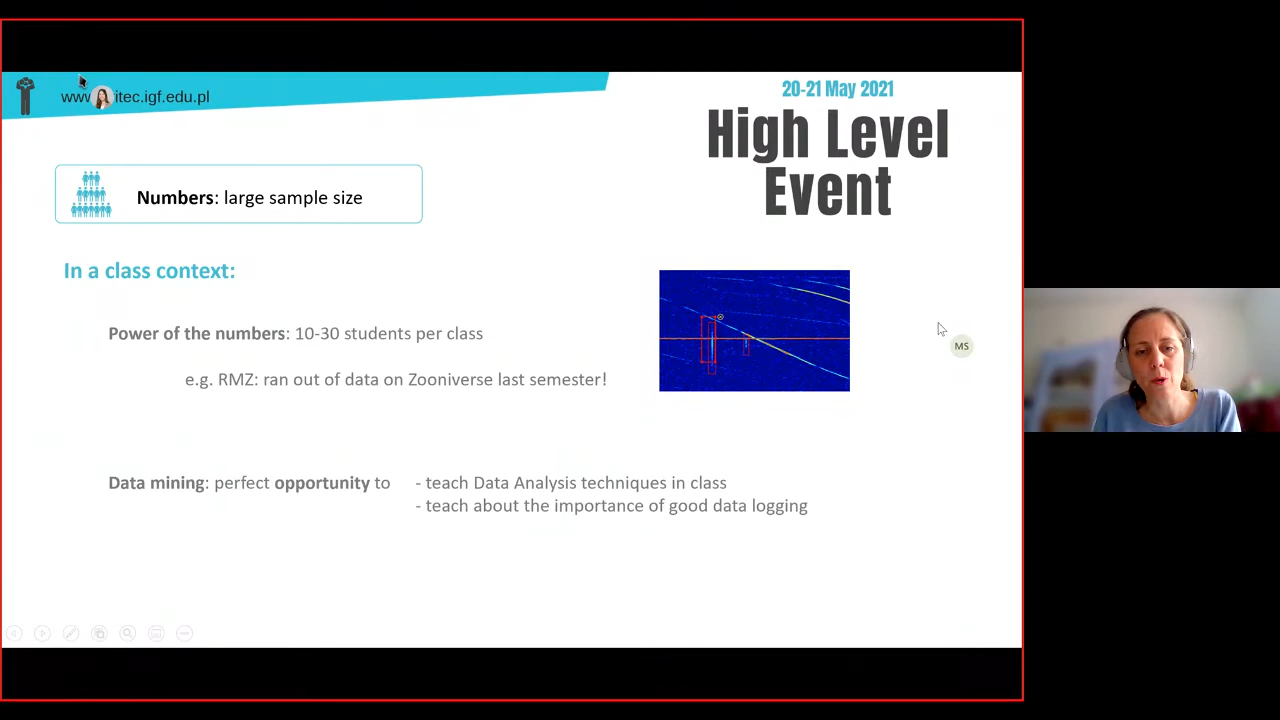 www.itec.igf.edu.pl
20-21 May 2021
High Level
Event
Numbers: large sample size
In a class context:
Power of the numbers: 10-30 students per class
e.g. RMZ: ran out of data on Zooniverse last semester!
MS
Data mining: perfect opportunity to - teach Data Analysis techniques in class
- teach about the importance of good data logging